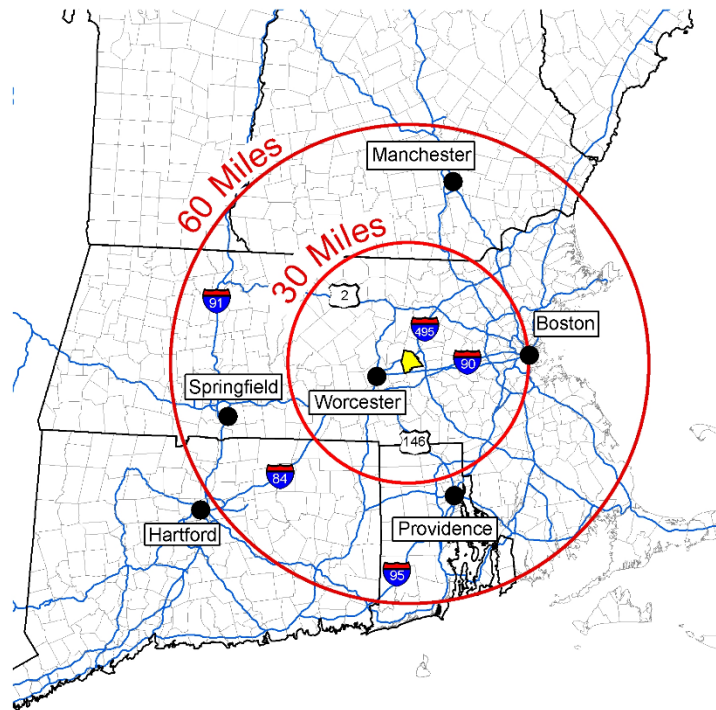 Manchester
60 Miles
30 Miles
91
2
495
Boston
90
Springfield
Worcester
146
84
Hartford
Providence
95